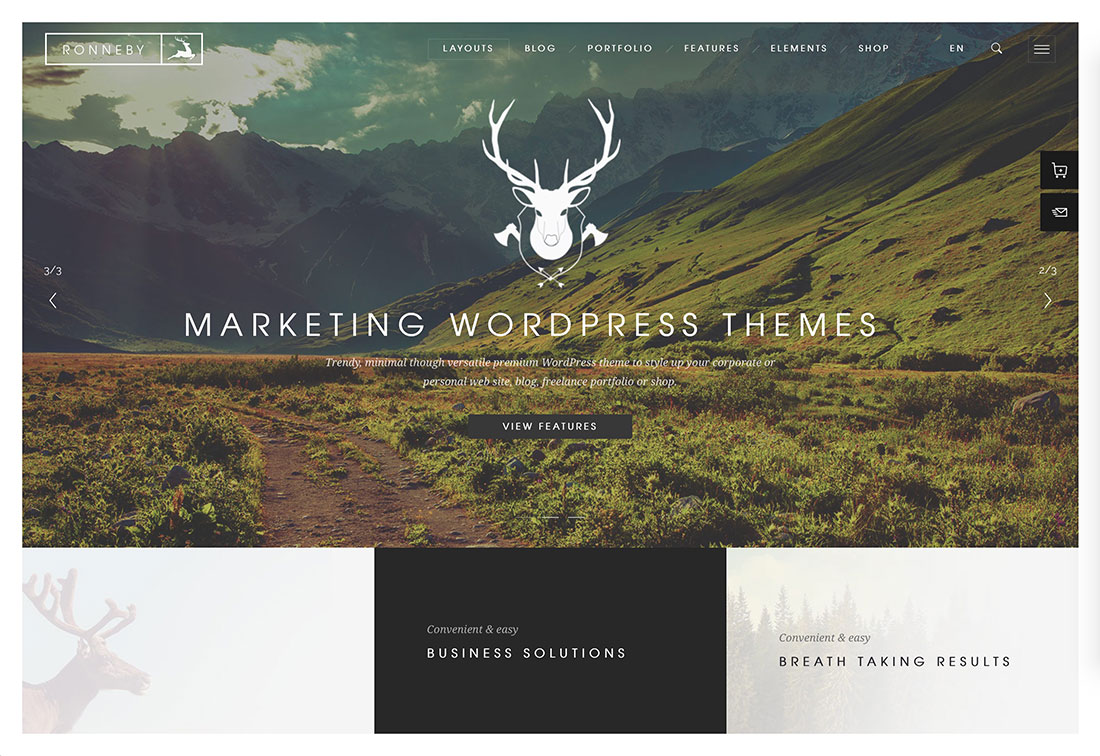 RONNEBY
LAYOUTS BLOG / PORTFOLIO / FEATURES / ELEMENTS / SHOP EN
3/3
2/3
MARKETING WORDPRESS THEMES
Trendy, minimal though versatile premium WordPress theme to style up your corporate or
personal web site, blog, freelance portfolio or shop.
VIEW FEATURES
Convenient & easy
BUSINESS SOLUTIONS
Convenient & easy
BREATH TAKING RESULTS